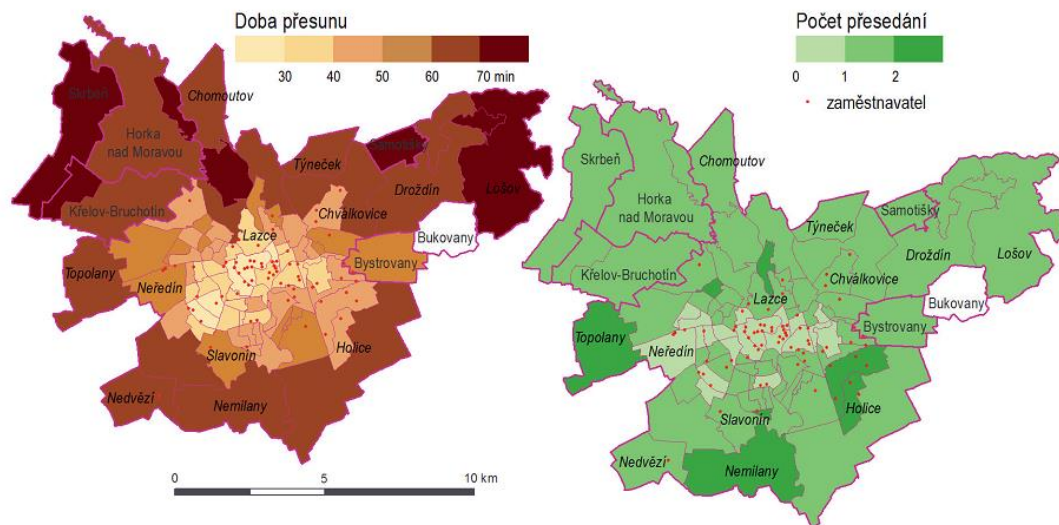 Doba přesunu
30 40 50 60 70 min
Skrbeň
Chomoutov
Horka
nad Moravou
Týneček
Samotišky
Droždín
Lošov
Křelov-Bruchotín
Chválkovice
Lazce
Bukovany
Bystrovany
Topolany
Neředín
Slavonín
Holice
Nedvězí
Nemilany
0 5 10 km
Počet přesedání
0 1 2
zaměstnavatel
Skrbeň
Chomoutov
Horka
nad Moravou
Týneček
Samotišky
Droždín
Lošov
Křelov-Bruchotín
Chválkovice
Bukovany
Lazce
Bystrovany
Topolany
Neředín
Holice
Slavonín
Nedvězí
Nemilany